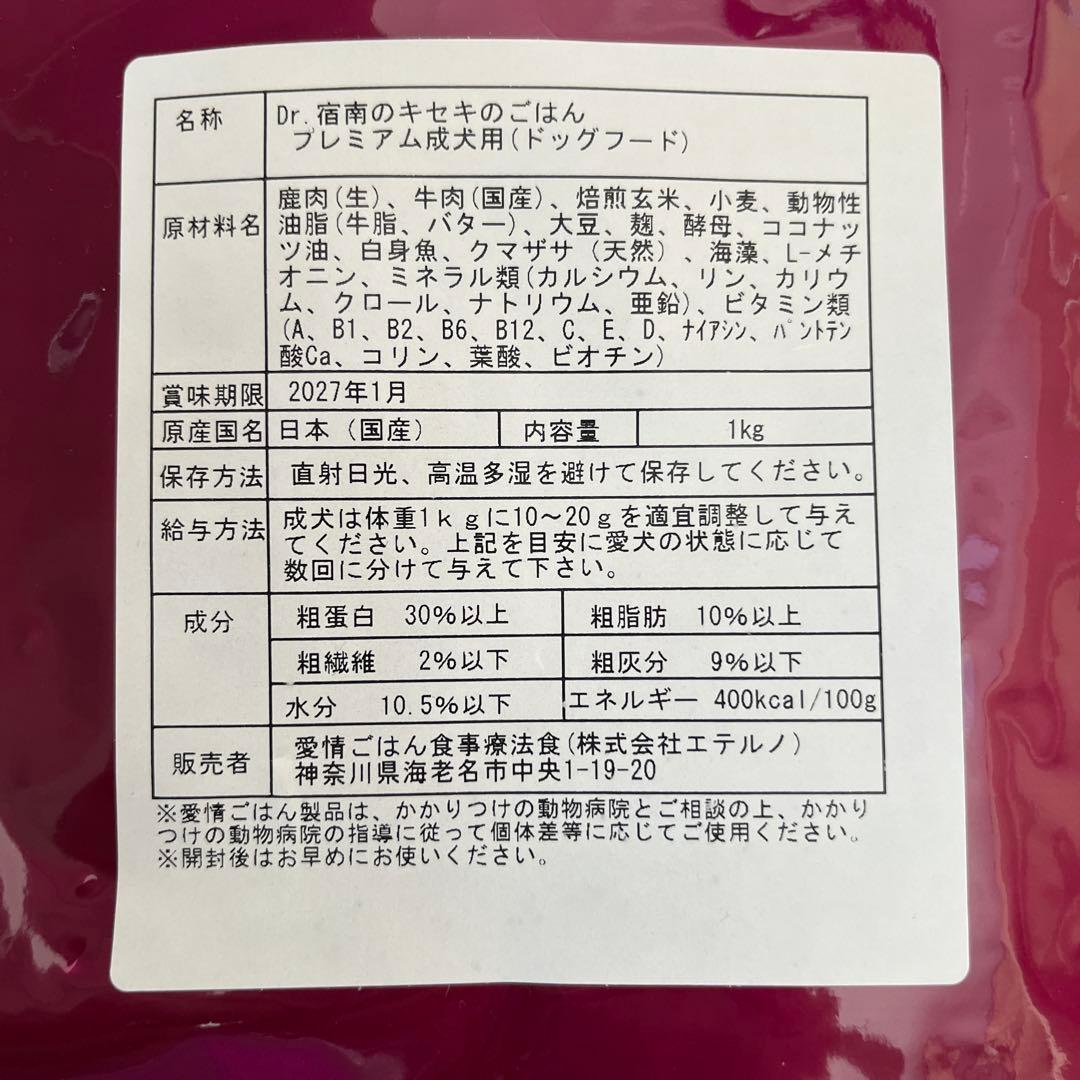 名称
Dr.宿南のキセキのごはん
プレミアム成犬用(ドッグフード)
原材料名
鹿肉(生)、牛肉(国産)、焙煎玄米、小麦、動物性
油脂(牛脂、バター)、大豆、麹、酵母、ココナッ
ツ油、白身魚、クマザサ（天然）、海藻、L-メチ
オニン、ミネラル類(カルシウム、リン、カリウ
ム、クロール、ナトリウム、亜鉛)、ビタミン類
(A、B1、B2、B6、B12、C、E、D、ﾅｲｱｼﾝ、ﾊﾟﾝﾄﾃﾝ
酸Ca、コリン、葉酸、ビオチン)
賞味期限 2027年1月
原産国名 日本（国産） 内容量 1kg
保存方法 直射日光、高温多湿を避けて保存してください。
給与方法
成犬は体重1ｋｇに10～20ｇを適宜調整して与え
てください。上記を目安に愛犬の状態に応じて
数回に分けて与えて下さい。
成分 粗蛋白 30%以上 粗脂肪 10%以上
粗繊維 2%以下 粗灰分 9%以下
水分 10.5%以下 エネルギー 400kcal/100g
販売者
愛情ごはん食事療法食(株式会社エテルノ)
神奈川県海老名市中央1-19-20
※愛情ごはん製品は、かかりつけの動物病院とご相談の上、かかり
つけの動物病院の指導に従って個体差等に応じてご使用ください。
※開封後はお早めにお使いください。